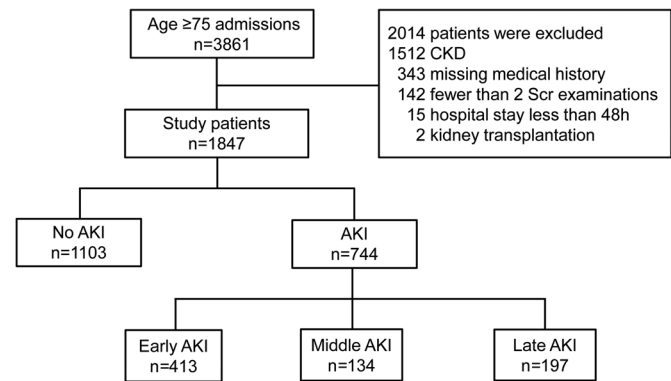 Age ≥75 admissions
n=3861
2014 patients were excluded
1512 CKD
343 missing medical history
142 fewer than 2 Scr examinations
15 hospital stay less than 48h
2 kidney transplantation
Study patients
n=1847
No AKI
n=1103
AKI
n=744
Early AKI
n=413
Middle AKI
n=134
Late AKI
n=197